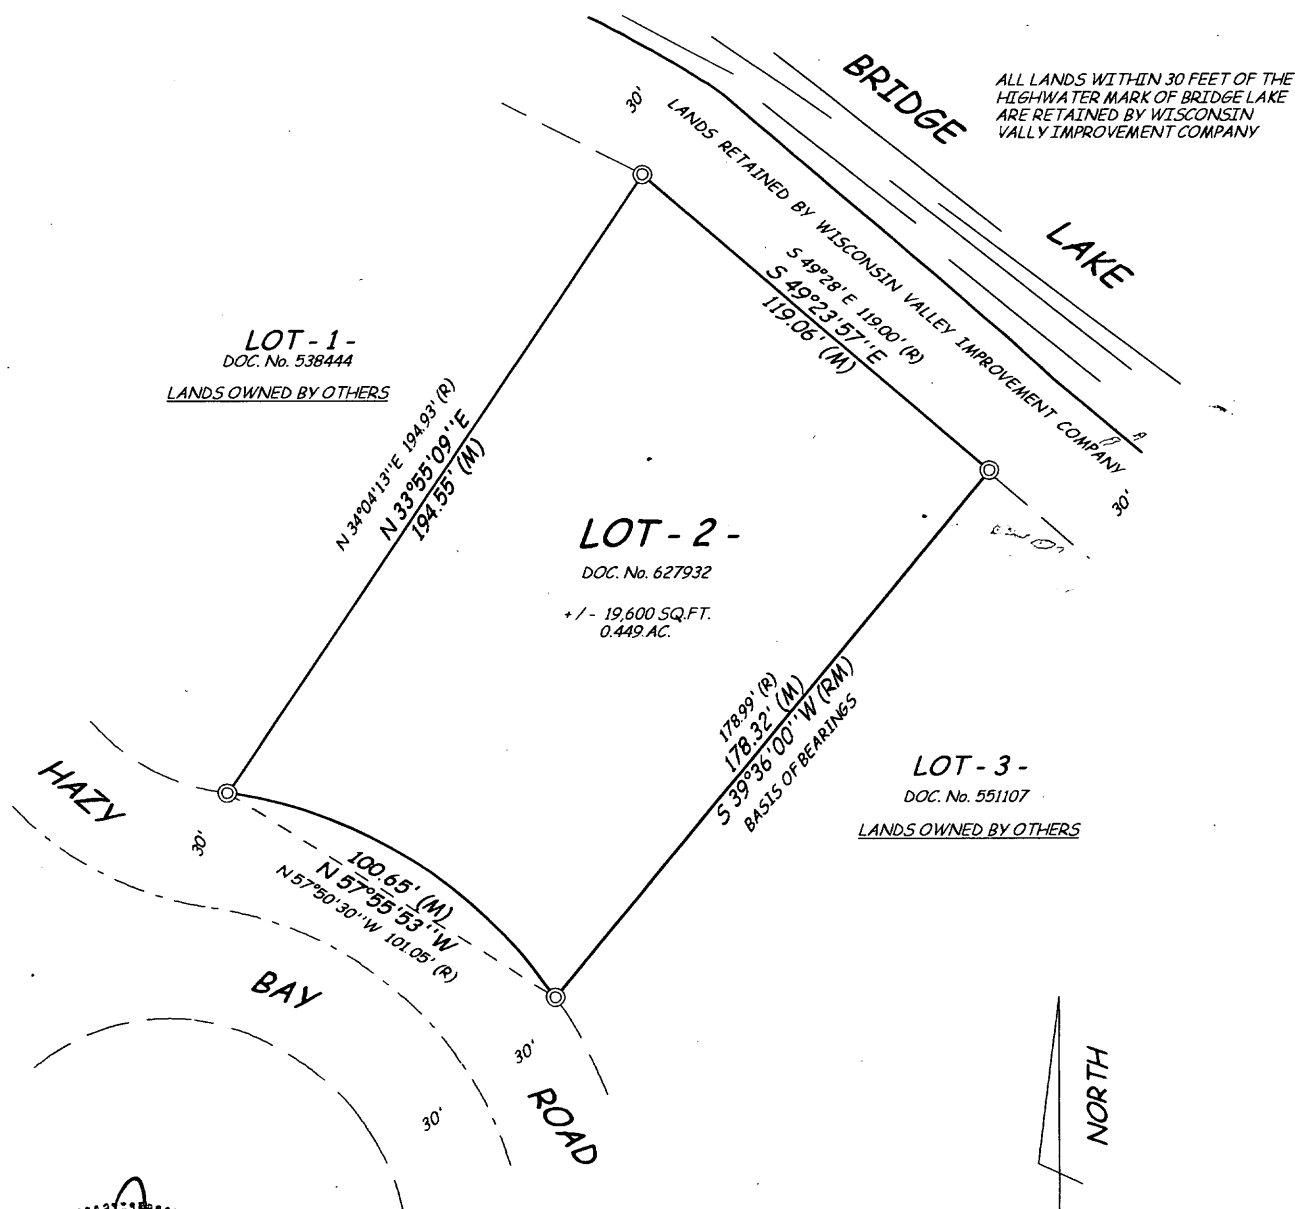 BRIDGE
LAKE
ALL LANDS WITHIN 30 FEET OF THE
HIGHWATER MARK OF BRIDGE LAKE
ARE RETAINED BY WISCONSIN
VALLY IMPROVEMENT COMPANY
30'
LANDS RETAINED BY WISCONSIN VALLEY IMPROVEMENT COMPANY
30'
S 49°28' E 119.00' (R)
S 49°23'57''E
119.06' (M)
LOT - 1 -
DOC. No. 538444
LANDS OWNED BY OTHERS
N 34°04'13''E 194.93' (R)
N 33°55'09''E
194.55' (M)
LOT - 2 -
DOC. No. 627932
+/- 19,600 SQ.FT.
0.449 AC.
178.99' (R)
178.32' (M)
S 39°36'00''W (RM)
BASIS OF BEARINGS
LOT - 3 -
DOC. No. 551107
LANDS OWNED BY OTHERS
HAZY
30'
100.65' (M)
N 57°55'53''W
N 57°50'30''W 101.05' (R)
BAY
30'
30'
ROAD
NORTH